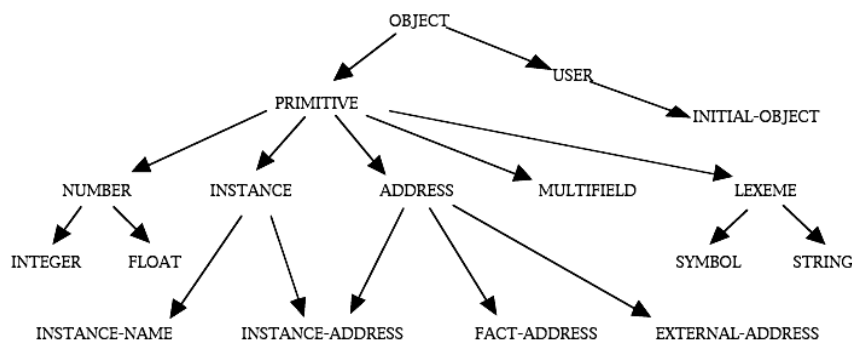 OBJECT
USER
PRIMITIVE
INITIAL-OBJECT
NUMBER INSTANCE ADDRESS MULTIFIELD LEXEME
INTEGER FLOAT SYMBOL STRING
INSTANCE-NAME INSTANCE-ADDRESS FACT-ADDRESS EXTERNAL-ADDRESS